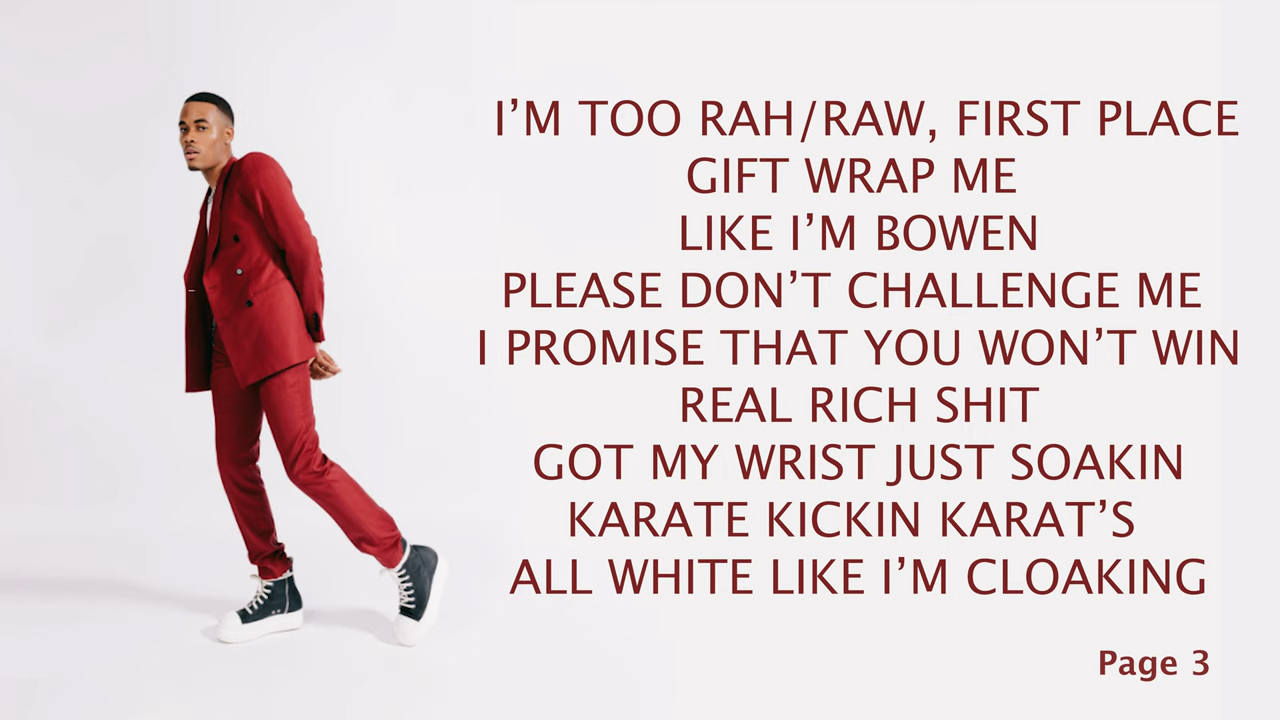 I’M TOO RAH/RAW, FIRST PLACE
GIFT WRAP ME
LIKE I’M BOWEN
PLEASE DON’T CHALLENGE ME
I PROMISE THAT YOU WON’T WIN
REAL RICH SHIT
GOT MY WRIST JUST SOAKIN
KARATE KICKIN KARAT’S
ALL WHITE LIKE I’M CLOAKING
Page 3